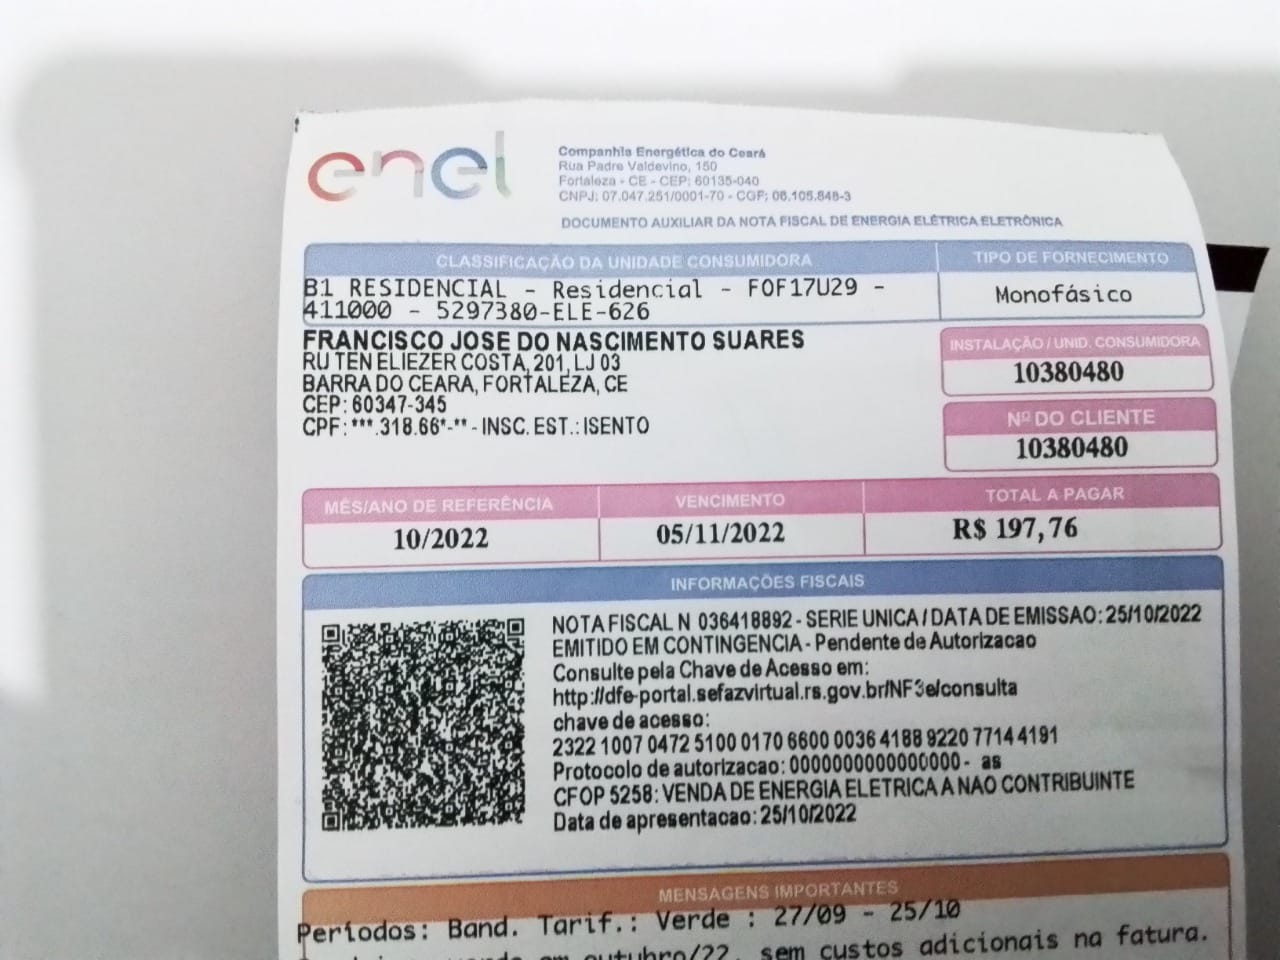 enel
Companhia Energética do Ceará
Rua Padre Valdevino, 150
Fortaleza - CE - CEP: 60135-040
CNPJ: 07.047.251/0001-70 - CGF: 06.105.848-3
DOCUMENTO AUXILIAR DA NOTA FISCAL DE ENERGIA ELÉTRICA ELETRÔNICA
CLASSIFICAÇÃO DA UNIDADE CONSUMIDORA
TIPO DE FORNECIMENTO
B1 RESIDENCIAL - Residencial - FOF17U29 -
411000 - 5297380-ELE-626
Monofásico
FRANCISCO JOSE DO NASCIMENTO SUARES
RU TEN ELIEZER COSTA, 201, LJ 03
BARRA DO CEARA, FORTALEZA, CE
CEP: 60347-345
CPF: ***.318.66*-** - INSC. EST.: ISENTO
INSTALAÇÃO / UNID. CONSUMIDORA
10380480
Nº DO CLIENTE
10380480
MÊS/ANO DE REFERÊNCIA
VENCIMENTO
TOTAL A PAGAR
10/2022
05/11/2022
R$ 197,76
INFORMAÇÕES FISCAIS
NOTA FISCAL N 036418892 - SERIE UNICA / DATA DE EMISSAO: 25/10/2022
EMITIDO EM CONTINGENCIA - Pendente de Autorizacao
Consulte pela Chave de Acesso em:
http://dfe-portal.sefazvirtual.rs.gov.br/NF3e/consulta
chave de acesso:
2322 1007 0472 5100 0170 6600 0036 4188 9220 7714 4191
Protocolo de autorizacao: 0000000000000000 - as
CFOP 5258: VENDA DE ENERGIA ELETRICA A NAO CONTRIBUINTE
Data de apresentacao: 25/10/2022
MENSAGENS IMPORTANTES
Períodos: Band. Tarif.: Verde : 27/09 - 25/10
em outubro/22, sem custos adicionais na fatura.